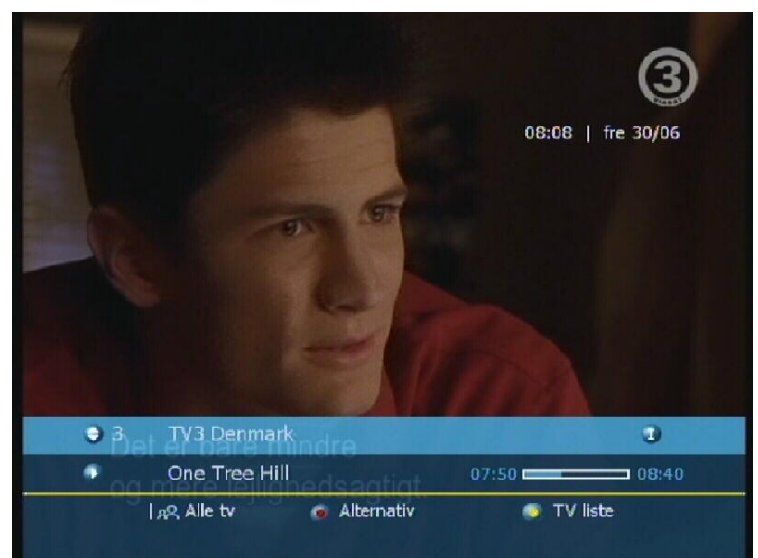 3
08:08 | fre 30/06
3 TV3 Denmark
Det er bare mindre
One Tree Hill 07:50 08:40
og mere lejlighedsagtigt.
Alle tv Alternativ TV liste